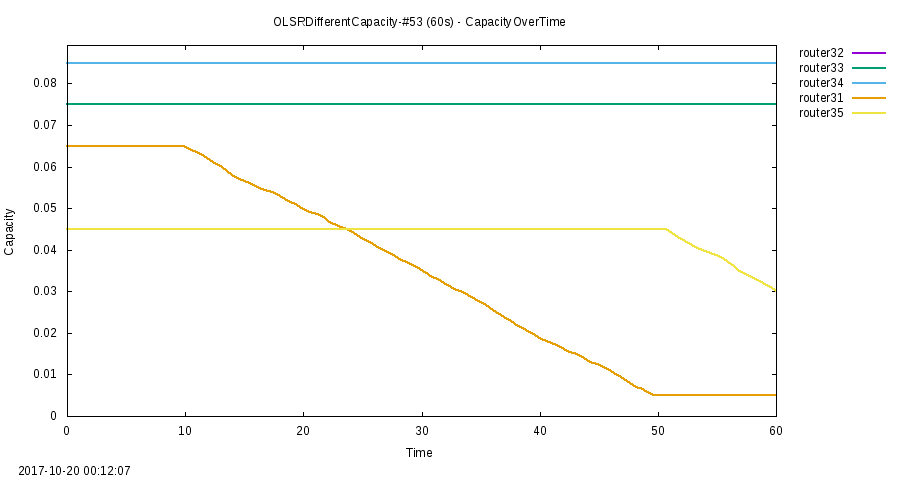 OLSRDifferentCapacity-#53 (60s) - CapacityOverTime
router32
router33
router34
router31
router35
0.08
0.07
0.06
0.05
0.04
0.03
0.02
0.01
0
Capacity
0 10 20 30 40 50 60
Time
2017-10-20 00:12:07